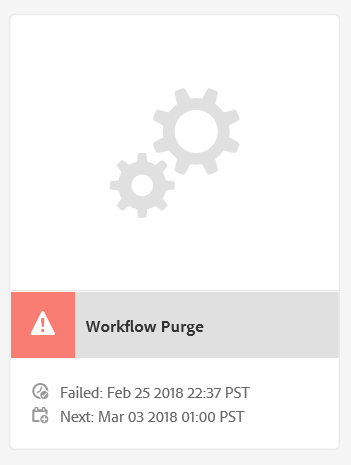 Workflow Purge
Failed: Feb 25 2018 22:37 PST
Next: Mar 03 2018 01:00 PST